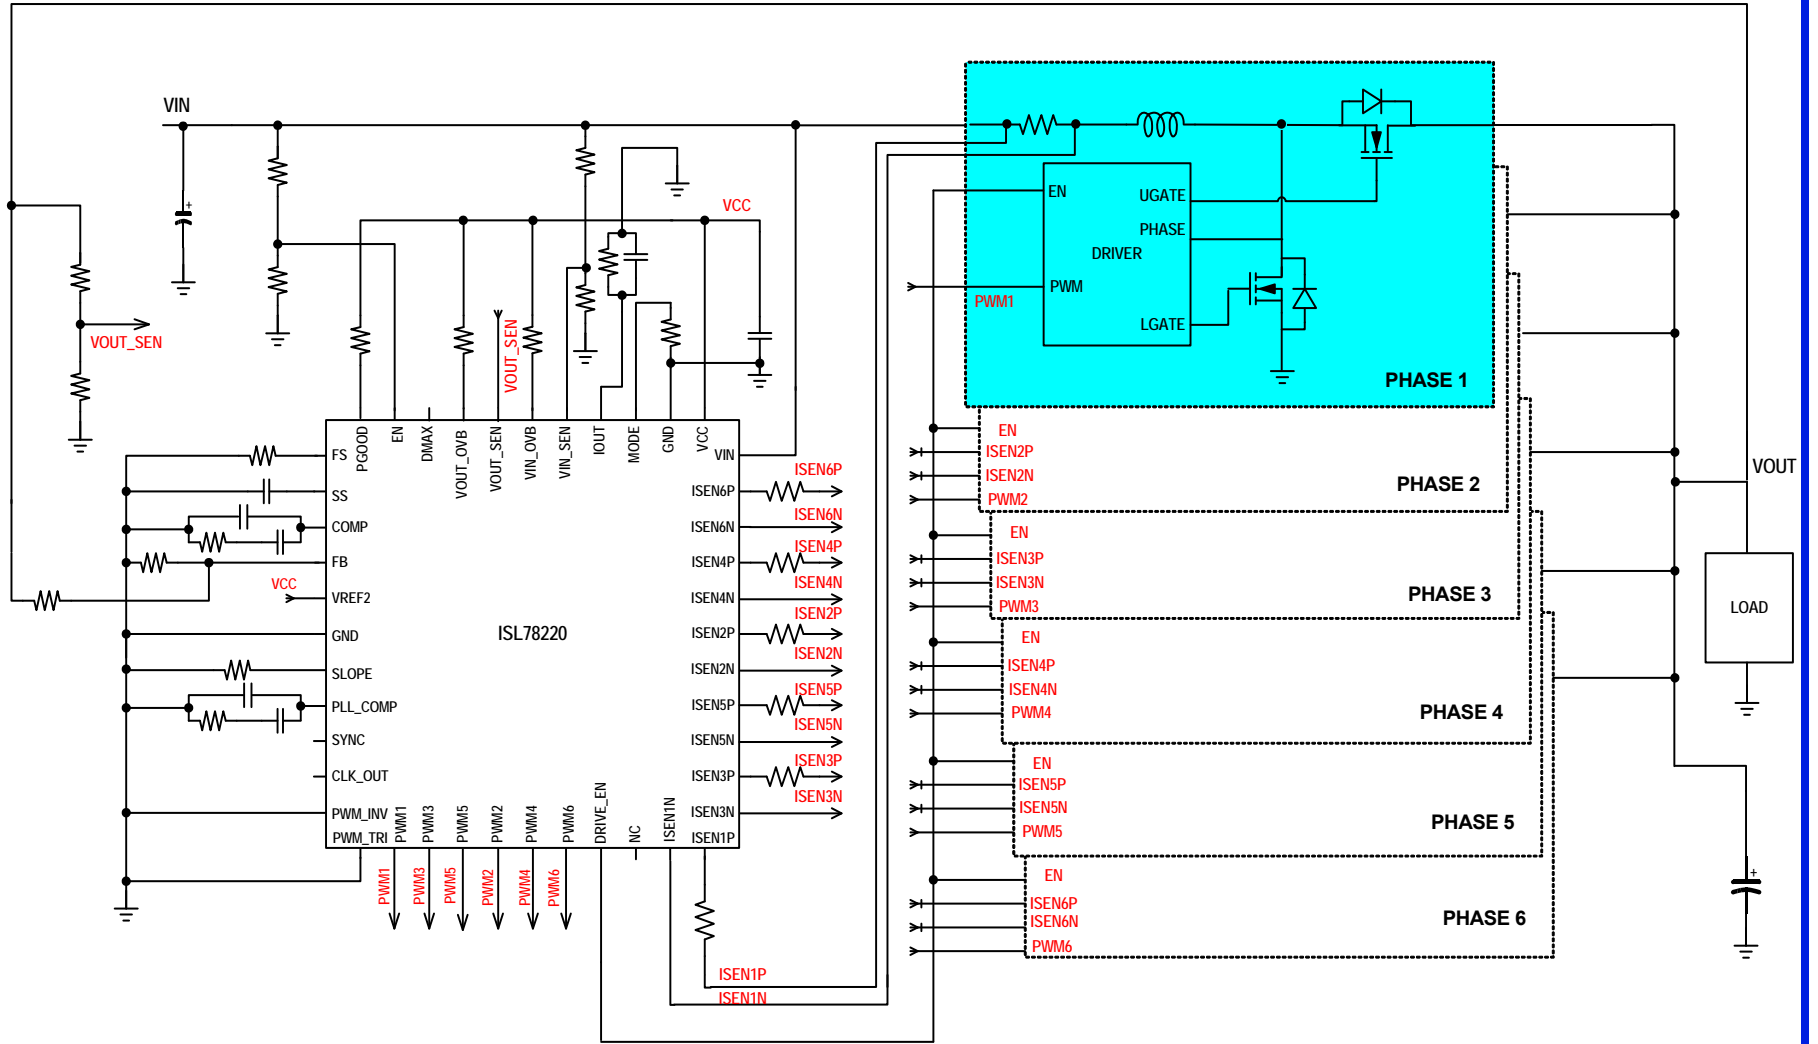 VIN
VCC
VOUT_SEN
VOUT_SEN
PGOOD
EN
DMAX
VOUT_OVB
VOUT_SEN
VIN_OVB
VIN_SEN
IOUT
MODE
GND
VCC
FS
SS
COMP
FB
VCC
VREF2
GND
SLOPE
PLL_COMP
SYNC
CLK_OUT
PWM_INV
PWM_TRI
ISL78220
VIN
ISEN6P
ISEN6N
ISEN4P
ISEN4N
ISEN2P
ISEN2N
ISEN5P
ISEN5N
ISEN3P
ISEN3N
ISEN1P
ISEN6P
ISEN6N
ISEN4P
ISEN4N
ISEN2P
ISEN2N
ISEN5P
ISEN5N
ISEN3P
ISEN3N
PWM1
PWM3
PWM5
PWM2
PWM4
PWM6
DRIVE_EN
NC
ISEN1N
PWM1
PWM3
PWM5
PWM2
PWM4
PWM6
ISEN1P
ISEN1N
EN
UGATE
PHASE
DRIVER
PWM
LGATE
PWM1
PHASE 1
EN
ISEN2P
ISEN2N
PWM2
PHASE 2
EN
ISEN3P
ISEN3N
PWM3
PHASE 3
EN
ISEN4P
ISEN4N
PWM4
PHASE 4
EN
ISEN5P
ISEN5N
PWM5
PHASE 5
EN
ISEN6P
ISEN6N
PWM6
PHASE 6
VOUT
LOAD
+
+